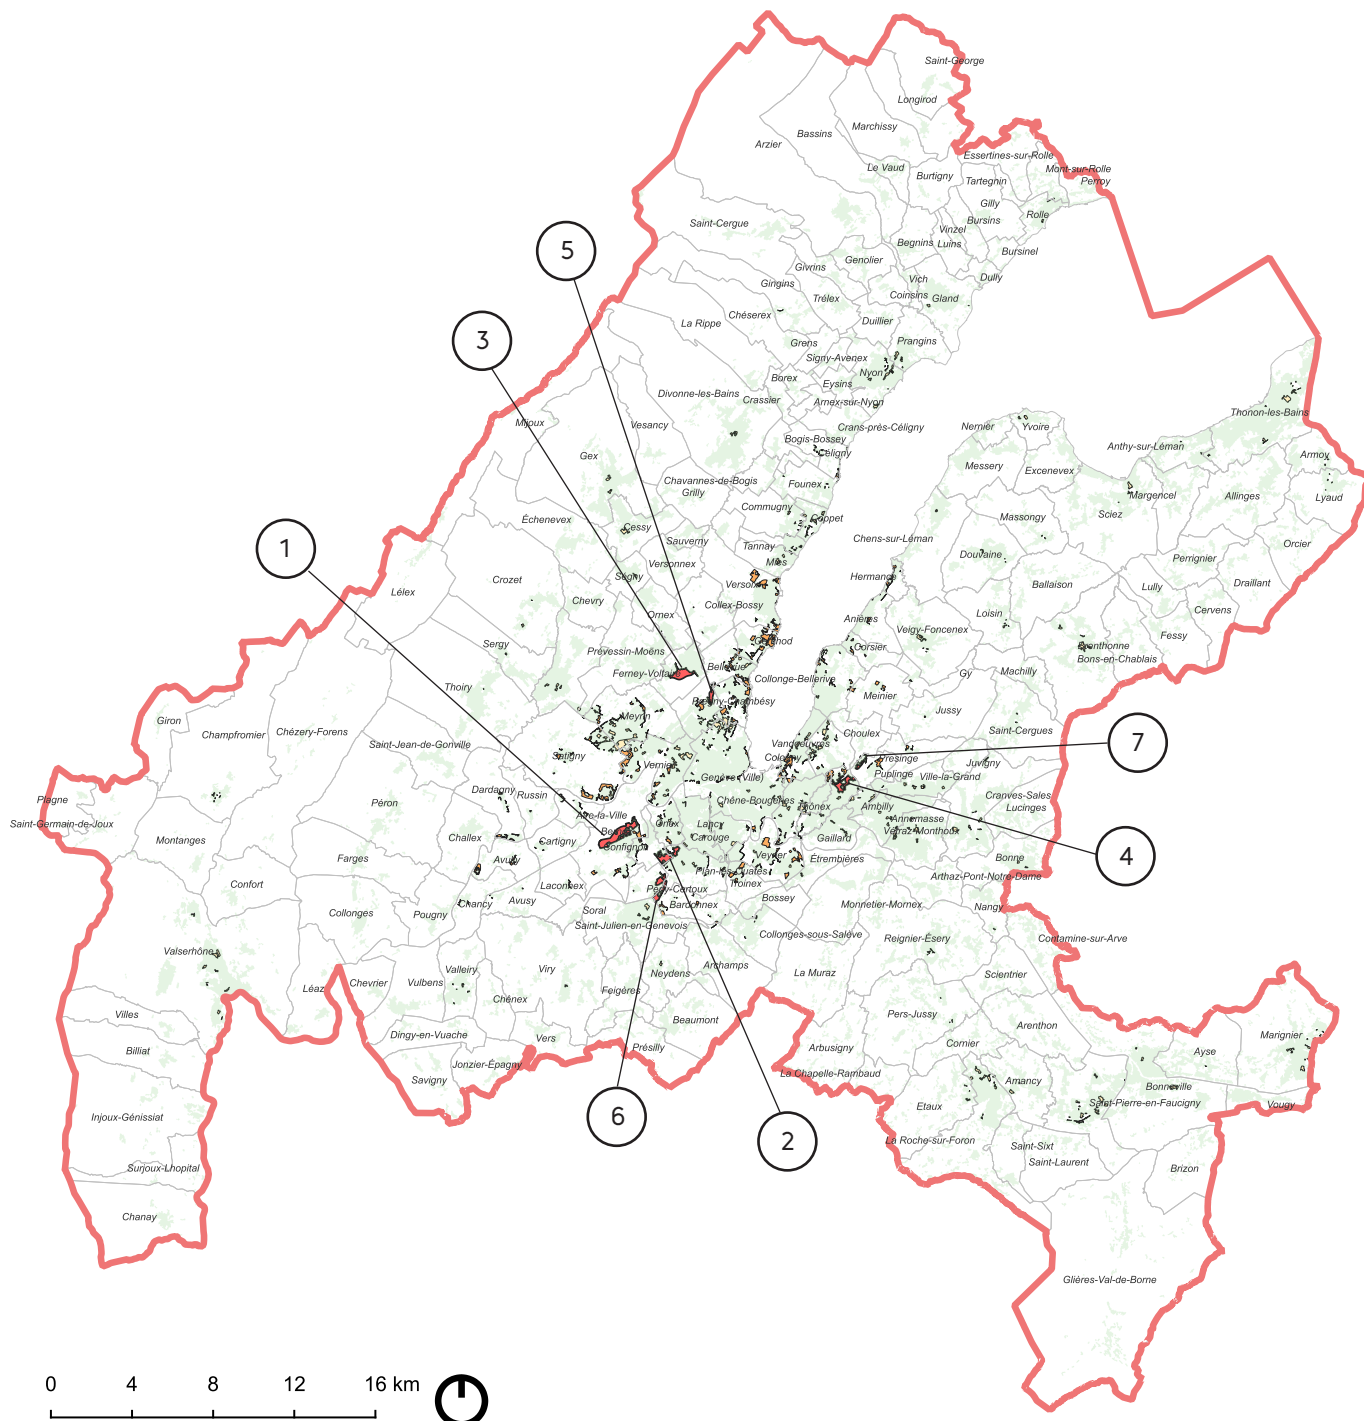 Saint-George
Longirod
Marchissy
Bassins
Arzier
Essertines-sur-Rolle
Le Vaud
Mont-sur-Rolle
Burtigny
Tartegnin
Perroy
Gilly
Rolle
Saint-Cergue
Bursins
Vinzel
Begnins
Luins
5
Bursinel
Genolier
Givrins
Vich
Dully
Gingins
Coinsins
Gland
Trélex
Chéserex
La Rippe
Duillier
3
Grens
Prangins
Signy-Avenex
Nyon
Borex
Eysins
Divonne-les-Bains
Crassier
Arnex-sur-Nyon
Thonon-les-Bains
Mijoux
Vesancy
Crans-près-Céligny
Nernier
Yvoire
Bogis-Bossey
Céligny
Anthy-sur-Léman
Gex
Armoy
Messery
Excenevex
Chavannes-de-Bogis
Founex
Grilly
Margencel
Allinges
Lyaud
Commugny
Sciez
Échenevex
Coppet
Massongy
Cessy
Chens-sur-Léman
Sauverny
Tannay
Orcier
1
Mies
Douvaine
Perrignier
Versonnex
Ségny
Hermance
Crozet
Versoix
Ballaison
Lully
Draillant
Lélex
Chevry
Collex-Bossy
Ornex
Loisin
Cervens
Anières
Veigy-Foncenex
Fessy
Sergy
Genthod
Corsier
Brenthonne
Prévessin-Moëns
Bons-en-Chablais
Bellevue
Ferney-Voltaire
Gy
Machilly
Collonge-Bellerive
Thoiry
Meinier
Pregny-Chambésy
Jussy
Giron
Meyrin
Champfromier
Chézery-Forens
Saint-Cergues
Choulex
7
Saint-Jean-de-Gonville
Vandoeuvres
Satigny
Cologny
Vernier
Presinge
Juvigny
Puplinge
Ville-la-Grand
Genève (Ville)
Dardagny
Russin
Cranves-Sales
Plagne
Péron
Chêne-Bougeries
Thônex
Ambilly
Lucinges
Aire-la-Ville
Annemasse
Saint-Germain-de-Joux
Onex
Lancy
Bernex
Vétraz-Monthoux
Montanges
Challex
Cartigny
Carouge
Gaillard
Confignon
4
Farges
Avully
Veyrier
Étrembières
Bonne
Plan-les-Ouates
Arthaz-Pont-Notre-Dame
Confort
Laconnex
Troinex
Perly-Certoux
Avusy
Bossey
Chancy
Bardonnex
Monnetier-Mornex
Nangy
Collonges
Pougny
Soral
Saint-Julien-en-Genevois
Collonges-sous-Salève
Reignier-Ésery
Contamine-sur-Arve
Valserhône
Archamps
Valleiry
Viry
Neydens
La Muraz
Scientrier
Léaz
Chevrier
Vulbens
Feigères
Chênex
Villes
Pers-Jussy
Beaumont
Arenthon
Dingy-en-Vuache
Vers
Marignier
Cornier
Billiat
Présilly
Arbusigny
Ayse
Jonzier-Épagny
La Chapelle-Rambaud
Savigny
Amancy
Bonneville
Etaux
Saint-Pierre-en-Faucigny
Vougy
Injoux-Génissiat
6
2
La Roche-sur-Foron
Saint-Sixt
Saint-Laurent
Surjoux-Lhopital
Brizon
Chanay
Glières-Val-de-Borne
0 4 8 12 16 km